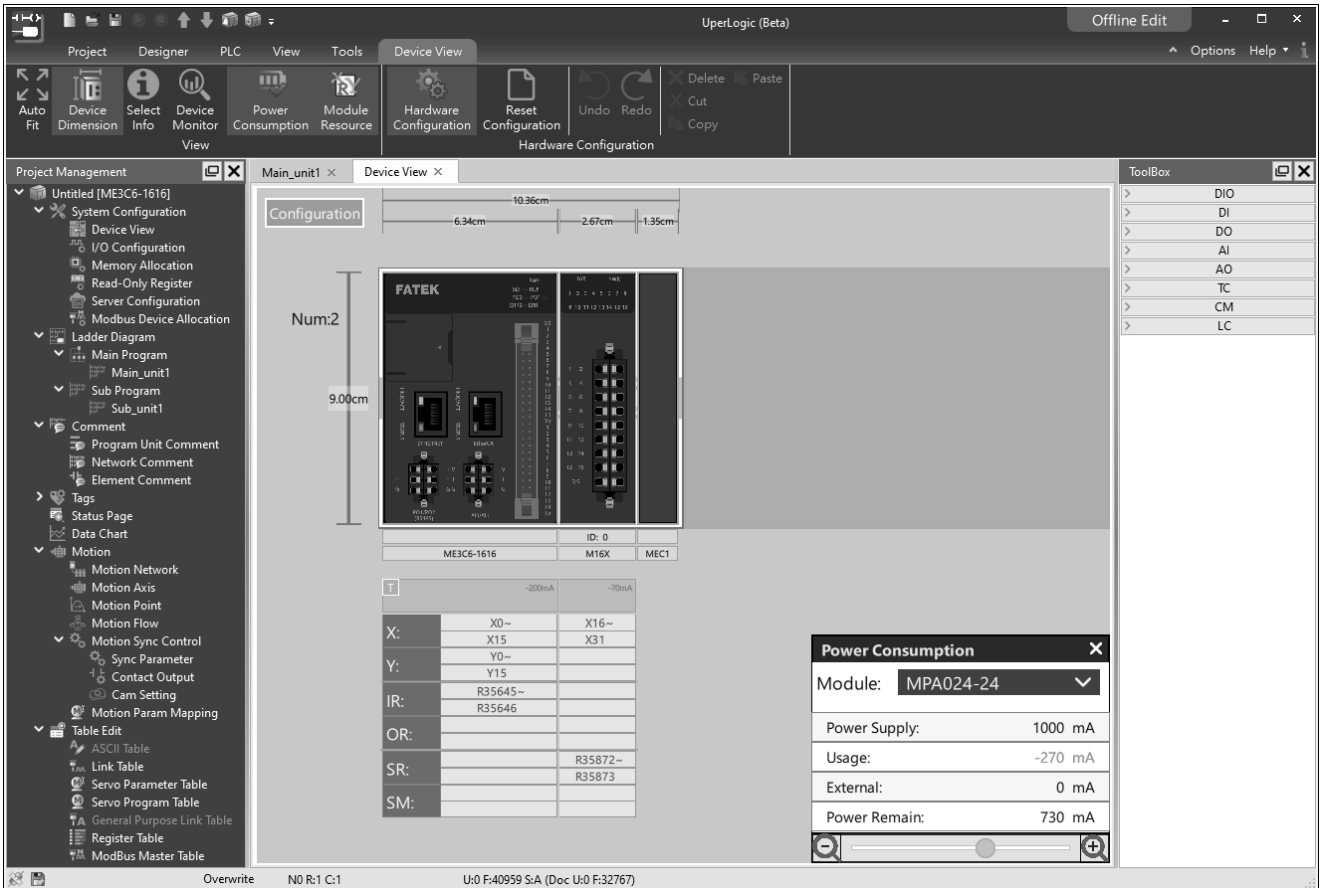 UperLogic (Beta)
Offline Edit
Project Designer PLC View Tools Device View
Options Help
Auto Fit
Device Dimension
Select Info
Device Monitor
Power Consumption
Module Resource
View
Hardware Configuration
Reset Configuration
Undo Redo
Delete Paste
Cut
Copy
Hardware Configuration
Project Management
Untitled [ME3C6-1616]
System Configuration
Device View
I/O Configuration
Memory Allocation
Read-Only Register
Server Configuration
Modbus Device Allocation
Ladder Diagram
Main Program
Main_unit1
Sub Program
Sub_unit1
Comment
Program Unit Comment
Network Comment
Element Comment
Tags
Status Page
Data Chart
Motion
Motion Network
Motion Axis
Motion Point
Motion Flow
Motion Sync Control
Sync Parameter
Contact Output
Cam Setting
Motion Param Mapping
Table Edit
ASCII Table
Link Table
Servo Parameter Table
Servo Program Table
General Purpose Link Table
Register Table
ModBus Master Table
Main_unit1 Device View
Configuration
10.36cm
6.34cm 2.67cm 1.35cm
Num:2
9.00cm
FATEK
ID: 0
ME3C6-1616 M16X MEC1
T -200mA -70mA
X: X0~ X16~
X15 X31
Y: Y0~
Y15
IR: R35645~
R35646
OR:
SR: R35872~
R35873
SM:
Power Consumption
Module: MPA024-24
Power Supply: 1000 mA
Usage: -270 mA
External: 0 mA
Power Remain: 730 mA
ToolBox
DIO
DI
DO
AI
AO
TC
CM
LC
Overwrite N0 R:1 C:1 U:0 F:40959 S:A (Doc U:0 F:32767)